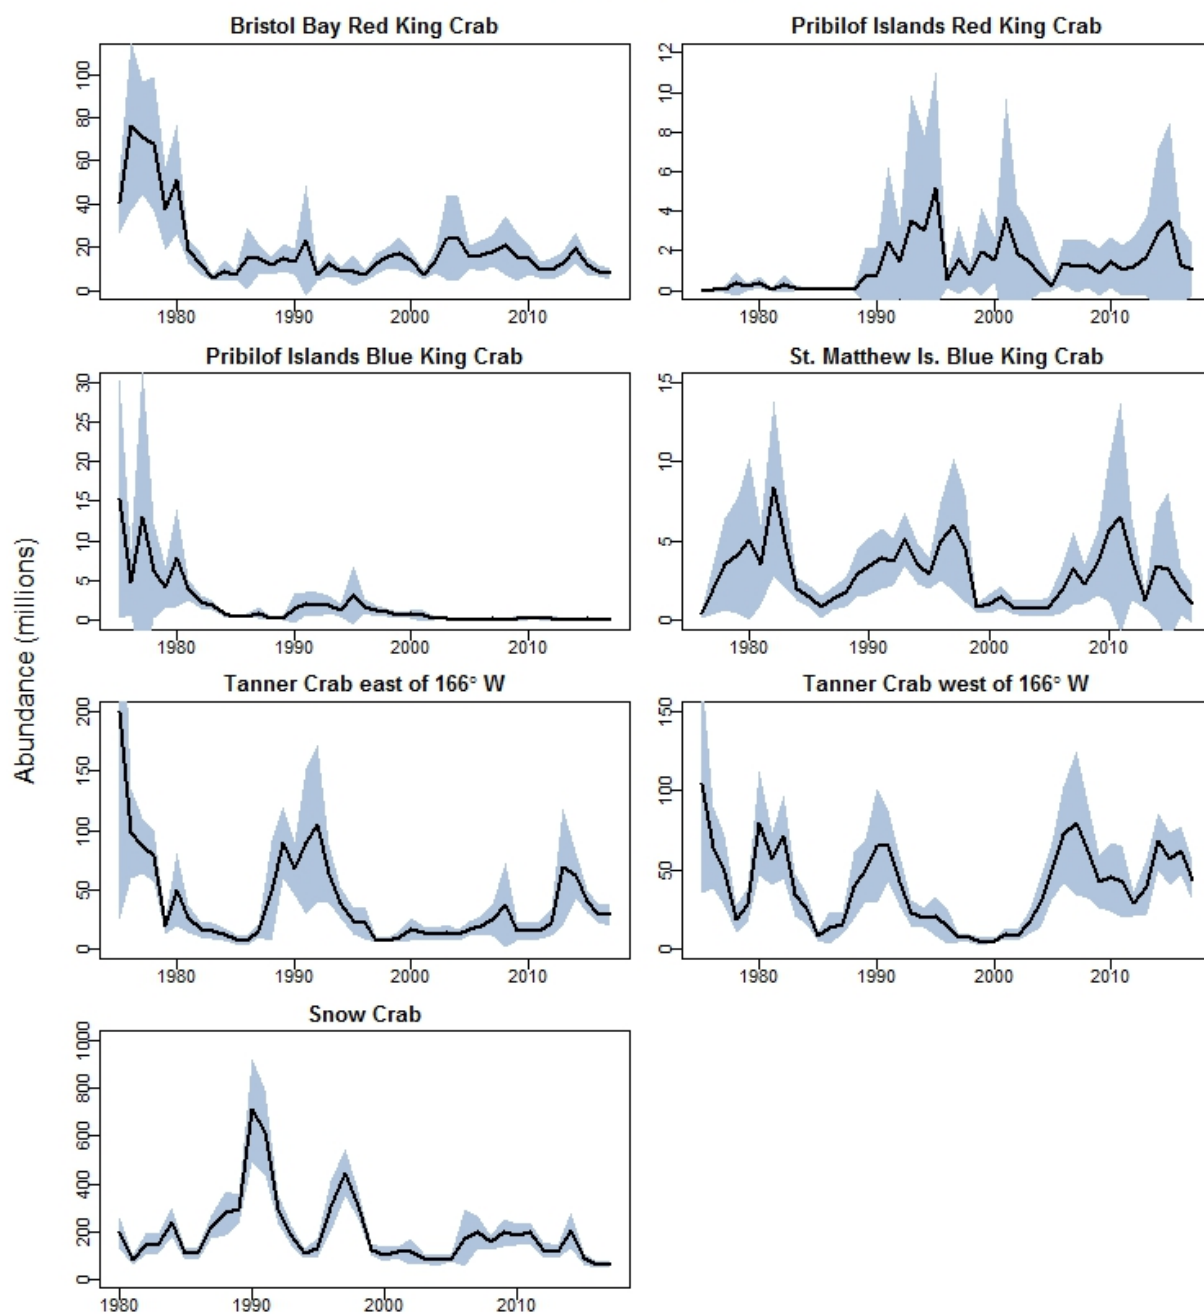 Bristol Bay Red King Crab
0 20 40 60 80 100
1980 1990 2000 2010
Pribilof Islands Red King Crab
0 2 4 6 8 10 12
1980 1990 2000 2010
Pribilof Islands Blue King Crab
0 5 10 15 20 25 30
1980 1990 2000 2010
St. Matthew Is. Blue King Crab
0 5 10 15
1980 1990 2000 2010
Abundance (millions)
Tanner Crab east of 166° W
0 50 100 150 200
1980 1990 2000 2010
Tanner Crab west of 166° W
0 50 100 150
1980 1990 2000 2010
Snow Crab
0 200 400 600 800 1000
1980 1990 2000 2010